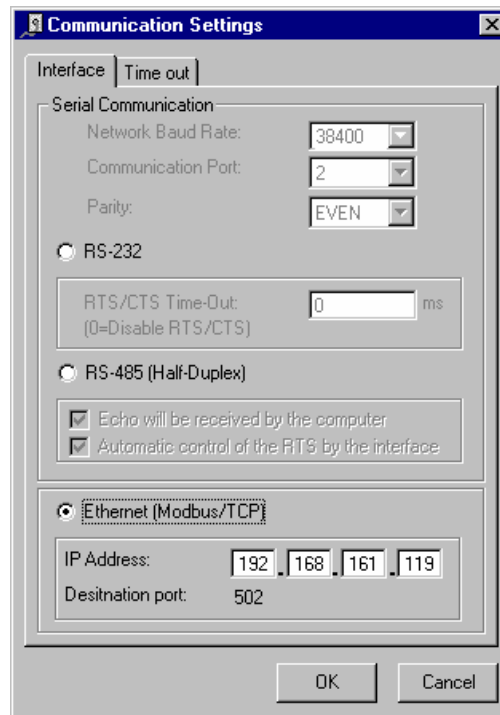 Communication Settings
Interface Time out
Serial Communication
Network Baud Rate: 38400
Communication Port: 2
Parity: EVEN
RS-232
RTS/CTS Time-Out: 0 ms
(0=Disable RTS/CTS)
RS-485 (Half-Duplex)
Echo will be received by the computer
Automatic control of the RTS by the interface
Ethernet (Modbus/TCP)
IP Address: 192 . 168 . 161 . 119
Desitnation port: 502
OK Cancel